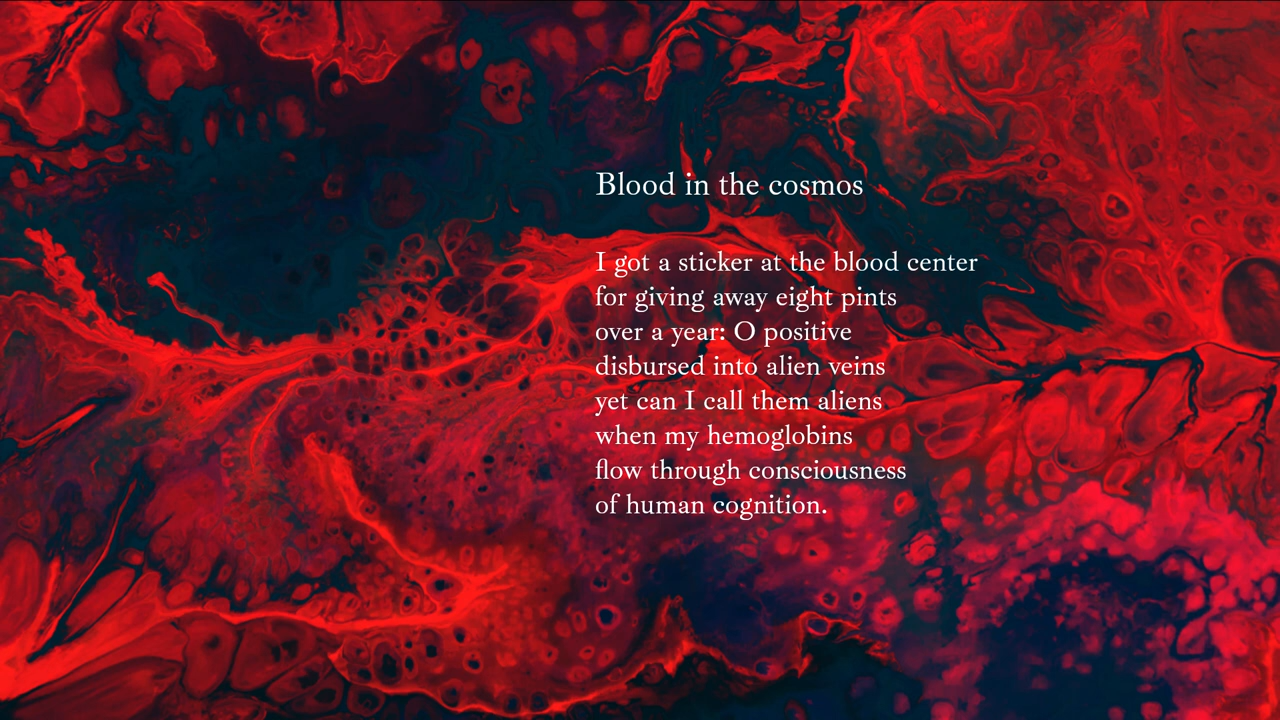 Blood in the cosmos
I got a sticker at the blood center
for giving away eight pints
over a year: O positive
disbursed into alien veins
yet can I call them aliens
when my hemoglobins
flow through consciousness
of human cognition.